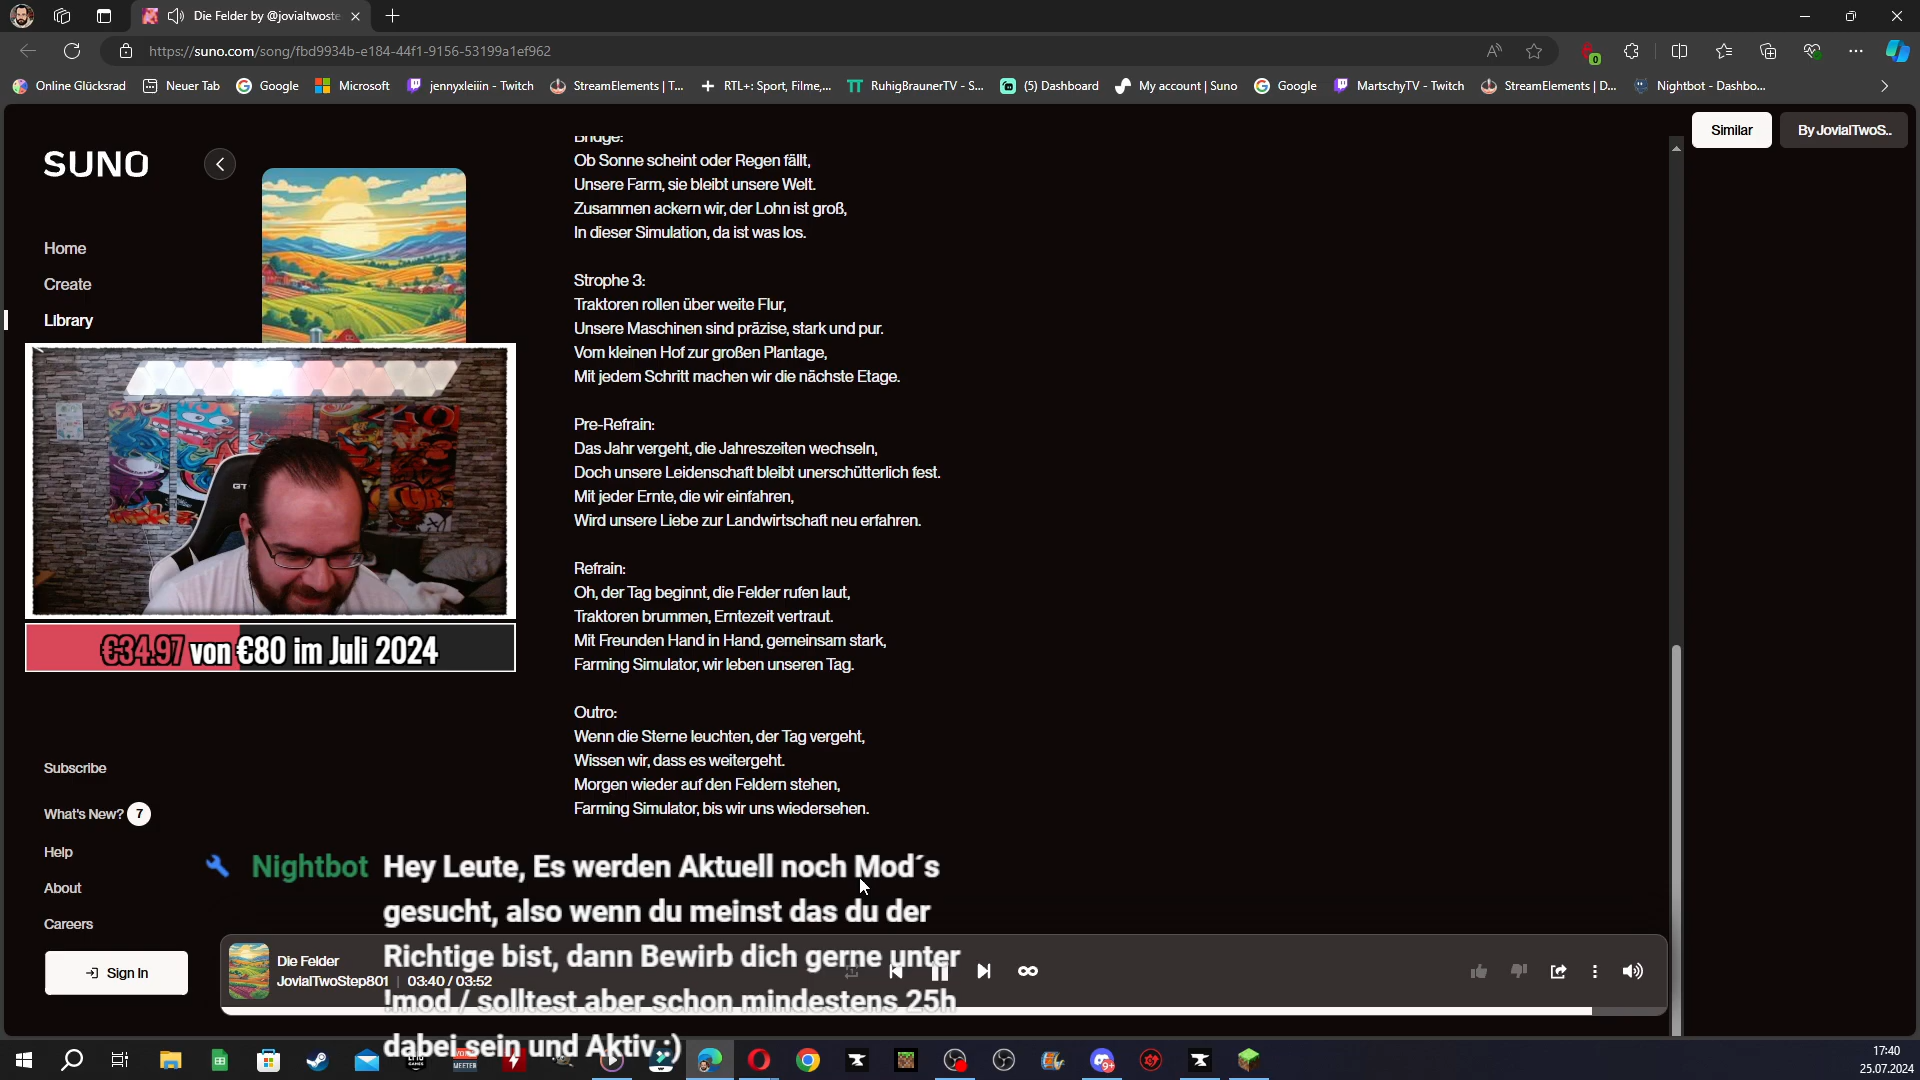 Die Felder by @jovialtwoste
https://suno.com/song/fbd9934b-e184-44f1-9156-53199a1ef962
0
Online Glücksrad
Neuer Tab
Google
Microsoft
jennyxleiiin - Twitch
StreamElements | T...
RTL+: Sport, Filme,...
RuhigBraunerTV - S...
(5) Dashboard
My account | Suno
Google
MartschyTV - Twitch
StreamElements | D...
Nightbot - Dashbo...
Similar
By JovialTwoS..
SUNO
Home
Create
Library
Bridge:
Ob Sonne scheint oder Regen fällt,
Unsere Farm, sie bleibt unsere Welt.
Zusammen ackern wir, der Lohn ist groß,
In dieser Simulation, da ist was los.
Strophe 3:
Traktoren rollen über weite Flur,
Unsere Maschinen sind präzise, stark und pur.
Vom kleinen Hof zur großen Plantage,
Mit jedem Schritt machen wir die nächste Etage.
Pre-Refrain:
Das Jahr vergeht, die Jahreszeiten wechseln,
Doch unsere Leidenschaft bleibt unerschütterlich fest.
Mit jeder Ernte, die wir einfahren,
Wird unsere Liebe zur Landwirtschaft neu erfahren.
Refrain:
Oh, der Tag beginnt, die Felder rufen laut,
Traktoren brummen, Erntezeit vertraut.
Mit Freunden Hand in Hand, gemeinsam stark,
Farming Simulator, wir leben unseren Tag.
Outro:
Wenn die Sterne leuchten, der Tag vergeht,
Wissen wir, dass es weitergeht.
Morgen wieder auf den Feldern stehen,
Farming Simulator, bis wir uns wiedersehen.
GT
€34.97 von €80 im Juli 2024
Subscribe
What's New? 7
Help
About
Careers
Sign In
Nightbot Hey Leute, Es werden Aktuell noch Mod´s
gesucht, also wenn du meinst das du der
Richtige bist, dann Bewirb dich gerne unter
!mod / solltest aber schon mindestens 25h
dabei sein und Aktiv :)
Die Felder
JovialTwoStep801 | 03:40 / 03:52
9+
17:40
25.07.2024